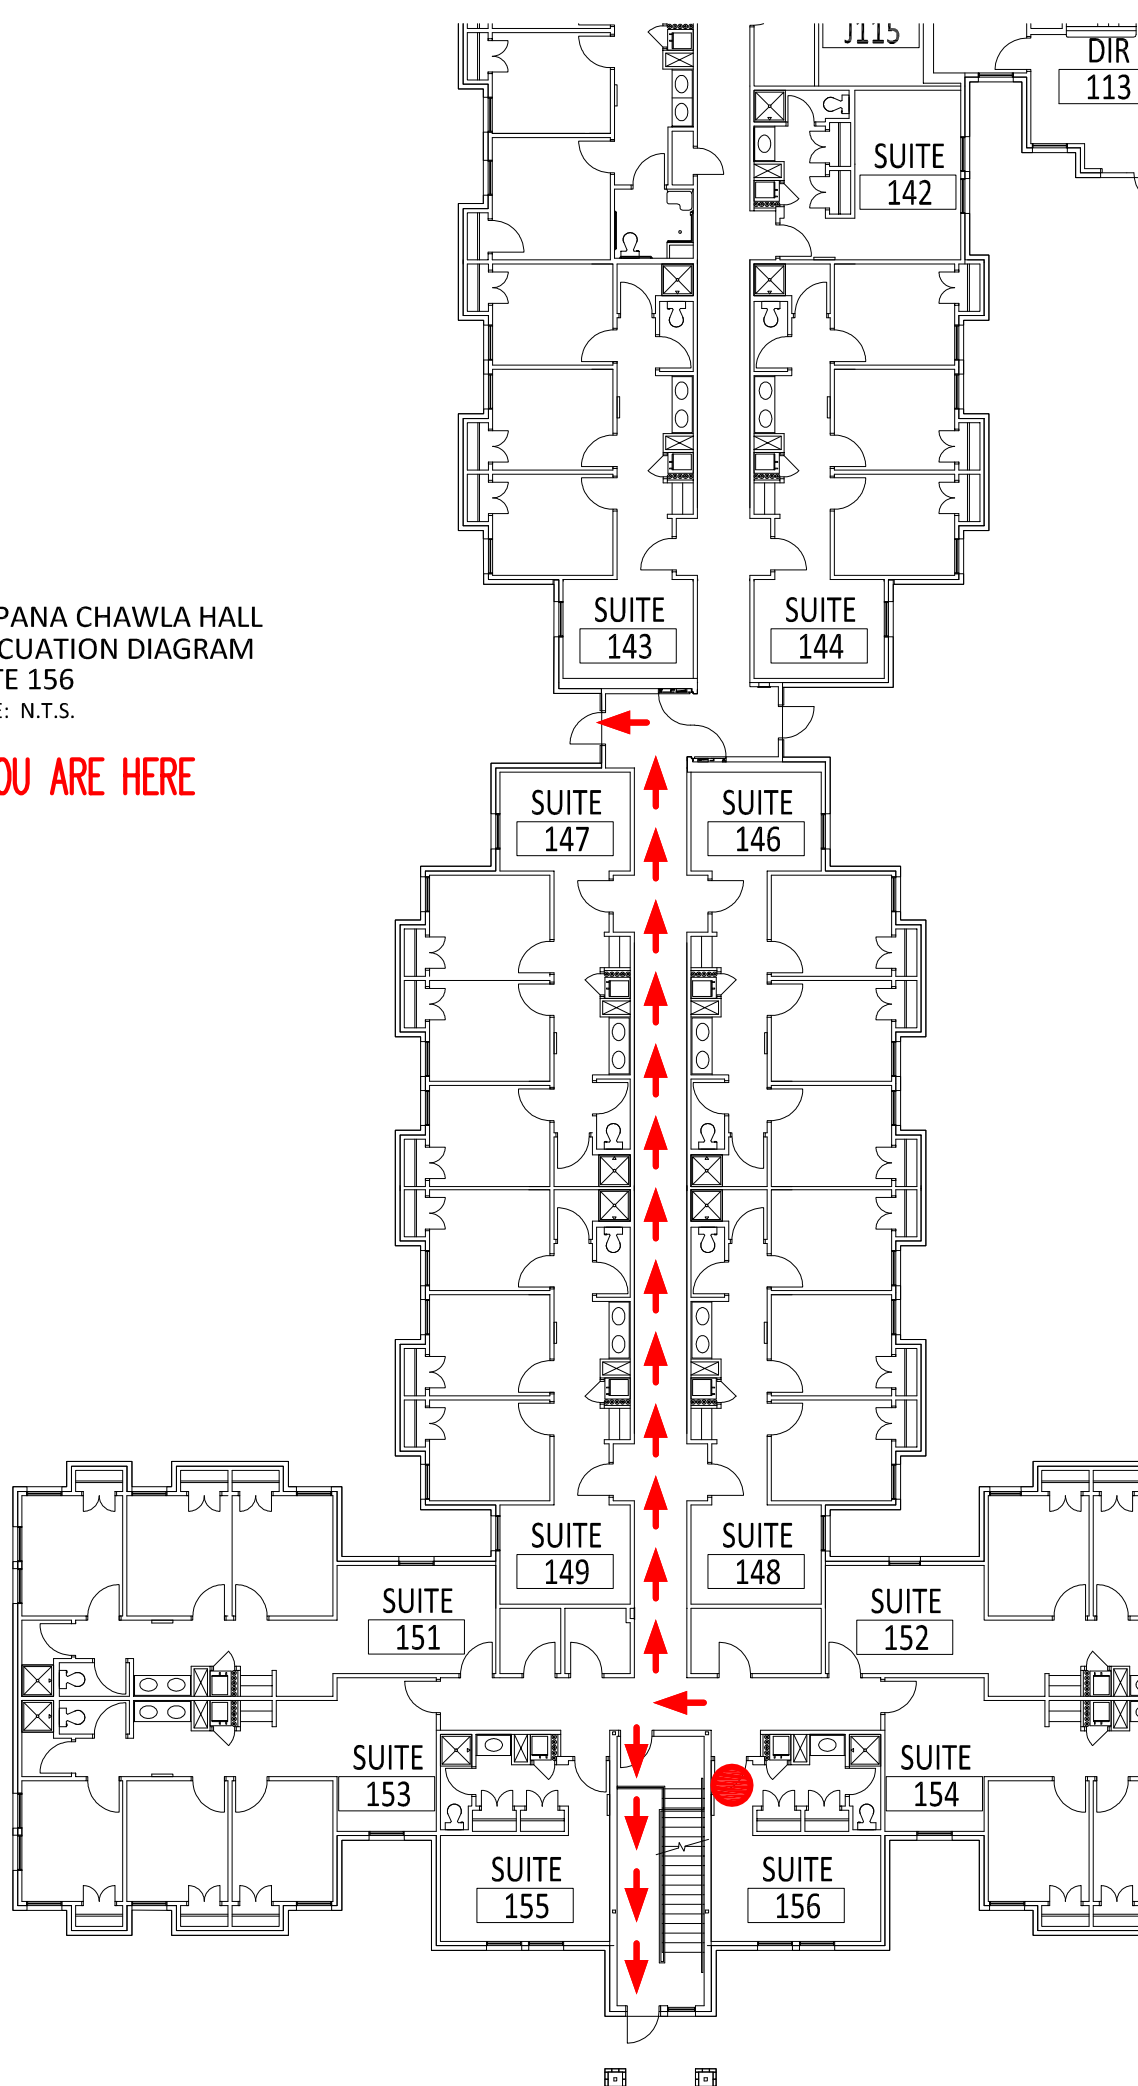 J115
DIR
113
SUITE
142
SUITE
143
SUITE
144
PANA CHAWLA HALL
CUATION DIAGRAM
TE 156
E: N.T.S.
OU ARE HERE
SUITE
147
SUITE
146
SUITE
149
SUITE
148
SUITE
151
SUITE
152
SUITE
153
SUITE
154
SUITE
155
SUITE
156